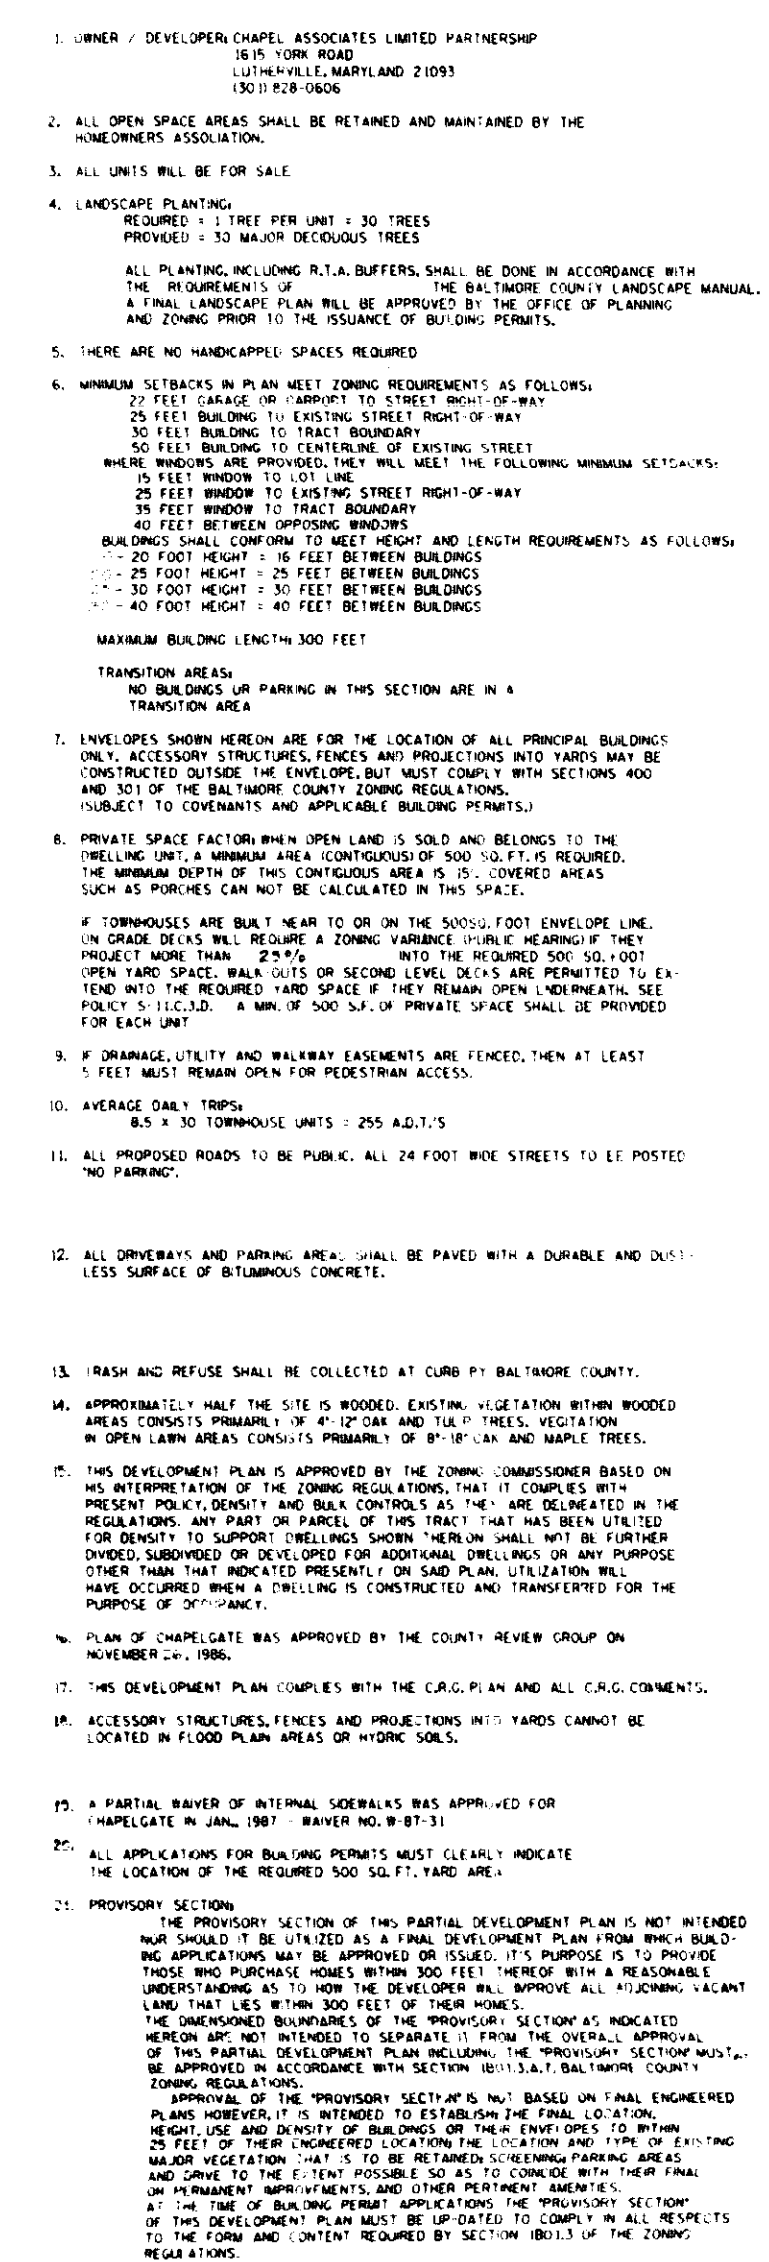 1. OWNER / DEVELOPER: CHAPEL ASSOCIATES LIMITED PARTNERSHIP
1615 YORK ROAD
LUTHERVILLE, MARYLAND 21093
(301) 828-0606
2. ALL OPEN SPACE AREAS SHALL BE RETAINED AND MAINTAINED BY THE
HOMEOWNERS ASSOCIATION.
3. ALL UNITS WILL BE FOR SALE
4. LANDSCAPE PLANTING:
REQUIRED = 1 TREE PER UNIT = 30 TREES
PROVIDED = 30 MAJOR DECIDUOUS TREES
ALL PLANTING, INCLUDING R.T.A. BUFFERS, SHALL BE DONE IN ACCORDANCE WITH
THE REQUIREMENTS OF THE BALTIMORE COUNTY LANDSCAPE MANUAL.
A FINAL LANDSCAPE PLAN WILL BE APPROVED BY THE OFFICE OF PLANNING
AND ZONING PRIOR TO THE ISSUANCE OF BUILDING PERMITS.
5. THERE ARE NO HANDICAPPED SPACES REQUIRED
6. MINIMUM SETBACKS IN PLAN MEET ZONING REQUIREMENTS AS FOLLOWS:
22 FEET GARAGE OR CARPORT TO STREET RIGHT-OF-WAY
25 FEET BUILDING TO EXISTING STREET RIGHT-OF-WAY
30 FEET BUILDING TO TRACT BOUNDARY
50 FEET BUILDING TO CENTERLINE OF EXISTING STREET
WHERE WINDOWS ARE PROVIDED, THEY WILL MEET THE FOLLOWING MINIMUM SETBACKS:
15 FEET WINDOW TO LOT LINE
25 FEET WINDOW TO EXISTING STREET RIGHT-OF-WAY
35 FEET WINDOW TO TRACT BOUNDARY
40 FEET BETWEEN OPPOSING WINDOWS
BUILDINGS SHALL CONFORM TO MEET HEIGHT AND LENGTH REQUIREMENTS AS FOLLOWS:
- 20 FOOT HEIGHT = 16 FEET BETWEEN BUILDINGS
- 25 FOOT HEIGHT = 25 FEET BETWEEN BUILDINGS
- 30 FOOT HEIGHT = 30 FEET BETWEEN BUILDINGS
- 40 FOOT HEIGHT = 40 FEET BETWEEN BUILDINGS
MAXIMUM BUILDING LENGTH: 300 FEET
TRANSITION AREAS:
NO BUILDINGS OR PARKING IN THIS SECTION ARE IN A
TRANSITION AREA
7. ENVELOPES SHOWN HEREON ARE FOR THE LOCATION OF ALL PRINCIPAL BUILDINGS
ONLY. ACCESSORY STRUCTURES, FENCES AND PROJECTIONS INTO YARDS MAY BE
CONSTRUCTED OUTSIDE THE ENVELOPE, BUT MUST COMPLY WITH SECTIONS 400
AND 301 OF THE BALTIMORE COUNTY ZONING REGULATIONS.
(SUBJECT TO COVENANTS AND APPLICABLE BUILDING PERMITS.)
8. PRIVATE SPACE FACTOR: WHEN OPEN LAND IS SOLD AND BELONGS TO THE
DWELLING UNIT, A MINIMUM AREA (CONTIGUOUS) OF 500 SQ. FT. IS REQUIRED.
THE MINIMUM DEPTH OF THIS CONTIGUOUS AREA IS 15'. COVERED AREAS
SUCH AS PORCHES CAN NOT BE CALCULATED IN THIS SPACE.
IF TOWNHOUSES ARE BUILT NEAR TO OR ON THE 500SQ. FOOT ENVELOPE LINE.
ON GRADE DECKS WILL REQUIRE A ZONING VARIANCE (PUBLIC HEARING) IF THEY
PROJECT MORE THAN 25% INTO THE REQUIRED 500 SQ. FOOT
OPEN YARD SPACE. WALK-OUTS OR SECOND LEVEL DECKS ARE PERMITTED TO EX-
TEND INTO THE REQUIRED YARD SPACE IF THEY REMAIN OPEN UNDERNEATH. SEE
POLICY S-11.C.3.D. A MIN. OF 500 S.F. OF PRIVATE SPACE SHALL BE PROVIDED
FOR EACH UNIT
9. IF DRAINAGE, UTILITY AND WALKWAY EASEMENTS ARE FENCED, THEN AT LEAST
5 FEET MUST REMAIN OPEN FOR PEDESTRIAN ACCESS.
10. AVERAGE DAILY TRIPS:
8.5 x 30 TOWNHOUSE UNITS = 255 A.D.T.'S
11. ALL PROPOSED ROADS TO BE PUBLIC. ALL 24 FOOT WIDE STREETS TO BE POSTED
"NO PARKING".
12. ALL DRIVEWAYS AND PARKING AREAS SHALL BE PAVED WITH A DURABLE AND DUST-
LESS SURFACE OF BITUMINOUS CONCRETE.
13. TRASH AND REFUSE SHALL BE COLLECTED AT CURB BY BALTIMORE COUNTY.
14. APPROXIMATELY HALF THE SITE IS WOODED. EXISTING VEGETATION WITHIN WOODED
AREAS CONSISTS PRIMARILY OF 4"-12" OAK AND TULIP TREES. VEGITATION
IN OPEN LAWN AREAS CONSISTS PRIMARILY OF 8"-18" OAK AND MAPLE TREES.
15. THIS DEVELOPMENT PLAN IS APPROVED BY THE ZONING COMMISSIONER BASED ON
HIS INTERPRETATION OF THE ZONING REGULATIONS, THAT IT COMPLIES WITH
PRESENT POLICY, DENSITY AND BULK CONTROLS AS THEY ARE DELINEATED IN THE
REGULATIONS. ANY PART OR PARCEL OF THIS TRACT THAT HAS BEEN UTILIZED
FOR DENSITY TO SUPPORT DWELLINGS SHOWN THEREON SHALL NOT BE FURTHER
DIVIDED, SUBDIVIDED OR DEVELOPED FOR ADDITIONAL DWELLINGS OR ANY PURPOSE
OTHER THAN THAT INDICATED PRESENTLY ON SAID PLAN. UTILIZATION WILL
HAVE OCCURRED WHEN A DWELLING IS CONSTRUCTED AND TRANSFERRED FOR THE
PURPOSE OF OCCUPANCY.
16. PLAN OF CHAPELGATE WAS APPROVED BY THE COUNTY REVIEW GROUP ON
NOVEMBER 26, 1986.
17. THIS DEVELOPMENT PLAN COMPLIES WITH THE C.R.G. PLAN AND ALL C.R.G. COMMENTS.
18. ACCESSORY STRUCTURES, FENCES AND PROJECTIONS INTO YARDS CANNOT BE
LOCATED IN FLOOD PLAIN AREAS OR HYDRIC SOILS.
19. A PARTIAL WAIVER OF INTERNAL SIDEWALKS WAS APPROVED FOR
CHAPELGATE IN JAN., 1987 - WAIVER NO. W-87-31
20. ALL APPLICATIONS FOR BUILDING PERMITS MUST CLEARLY INDICATE
THE LOCATION OF THE REQUIRED 500 SQ. FT. YARD AREA
21. PROVISORY SECTION:
THE PROVISORY SECTION OF THIS PARTIAL DEVELOPMENT PLAN IS NOT INTENDED
NOR SHOULD IT BE UTILIZED AS A FINAL DEVELOPMENT PLAN FROM WHICH BUILD-
ING APPLICATIONS MAY BE APPROVED OR ISSUED. IT'S PURPOSE IS TO PROVIDE
THOSE WHO PURCHASE HOMES WITHIN 300 FEET THEREOF WITH A REASONABLE
UNDERSTANDING AS TO HOW THE DEVELOPER WILL IMPROVE ALL ADJOINING VACANT
LAND THAT LIES WITHIN 300 FEET OF THEIR HOMES.
THE DIMENSIONED BOUNDARIES OF THE "PROVISORY SECTION" AS INDICATED
HEREON ARE NOT INTENDED TO SEPARATE IT FROM THE OVERALL APPROVAL
OF THIS PARTIAL DEVELOPMENT PLAN INCLUDING THE "PROVISORY SECTION" MUST
BE APPROVED IN ACCORDANCE WITH SECTION 1B01.3.A.7, BALTIMORE COUNTY
ZONING REGULATIONS.
APPROVAL OF THE "PROVISORY SECTION" IS NOT BASED ON FINAL ENGINEERED
PLANS HOWEVER, IT IS INTENDED TO ESTABLISH: THE FINAL LOCATION,
HEIGHT, USE AND DENSITY OF BUILDINGS OR THEIR ENVELOPES TO WITHIN
25 FEET OF THEIR ENGINEERED LOCATION; THE LOCATION AND TYPE OF EXISTING
MAJOR VEGETATION THAT IS TO BE RETAINED; SCREENING; PARKING AREAS
AND DRIVE TO THE EXTENT POSSIBLE SO AS TO COINCIDE WITH THEIR FINAL
ON PERMANENT IMPROVEMENTS, AND OTHER PERTINENT AMENITIES.
AT THE TIME OF BUILDING PERMIT APPLICATIONS THE "PROVISORY SECTION"
OF THIS DEVELOPMENT PLAN MUST BE UP-DATED TO COMPLY IN ALL RESPECTS
TO THE FORM AND CONTENT REQUIRED BY SECTION 1B01.3 OF THE ZONING
REGULATIONS.